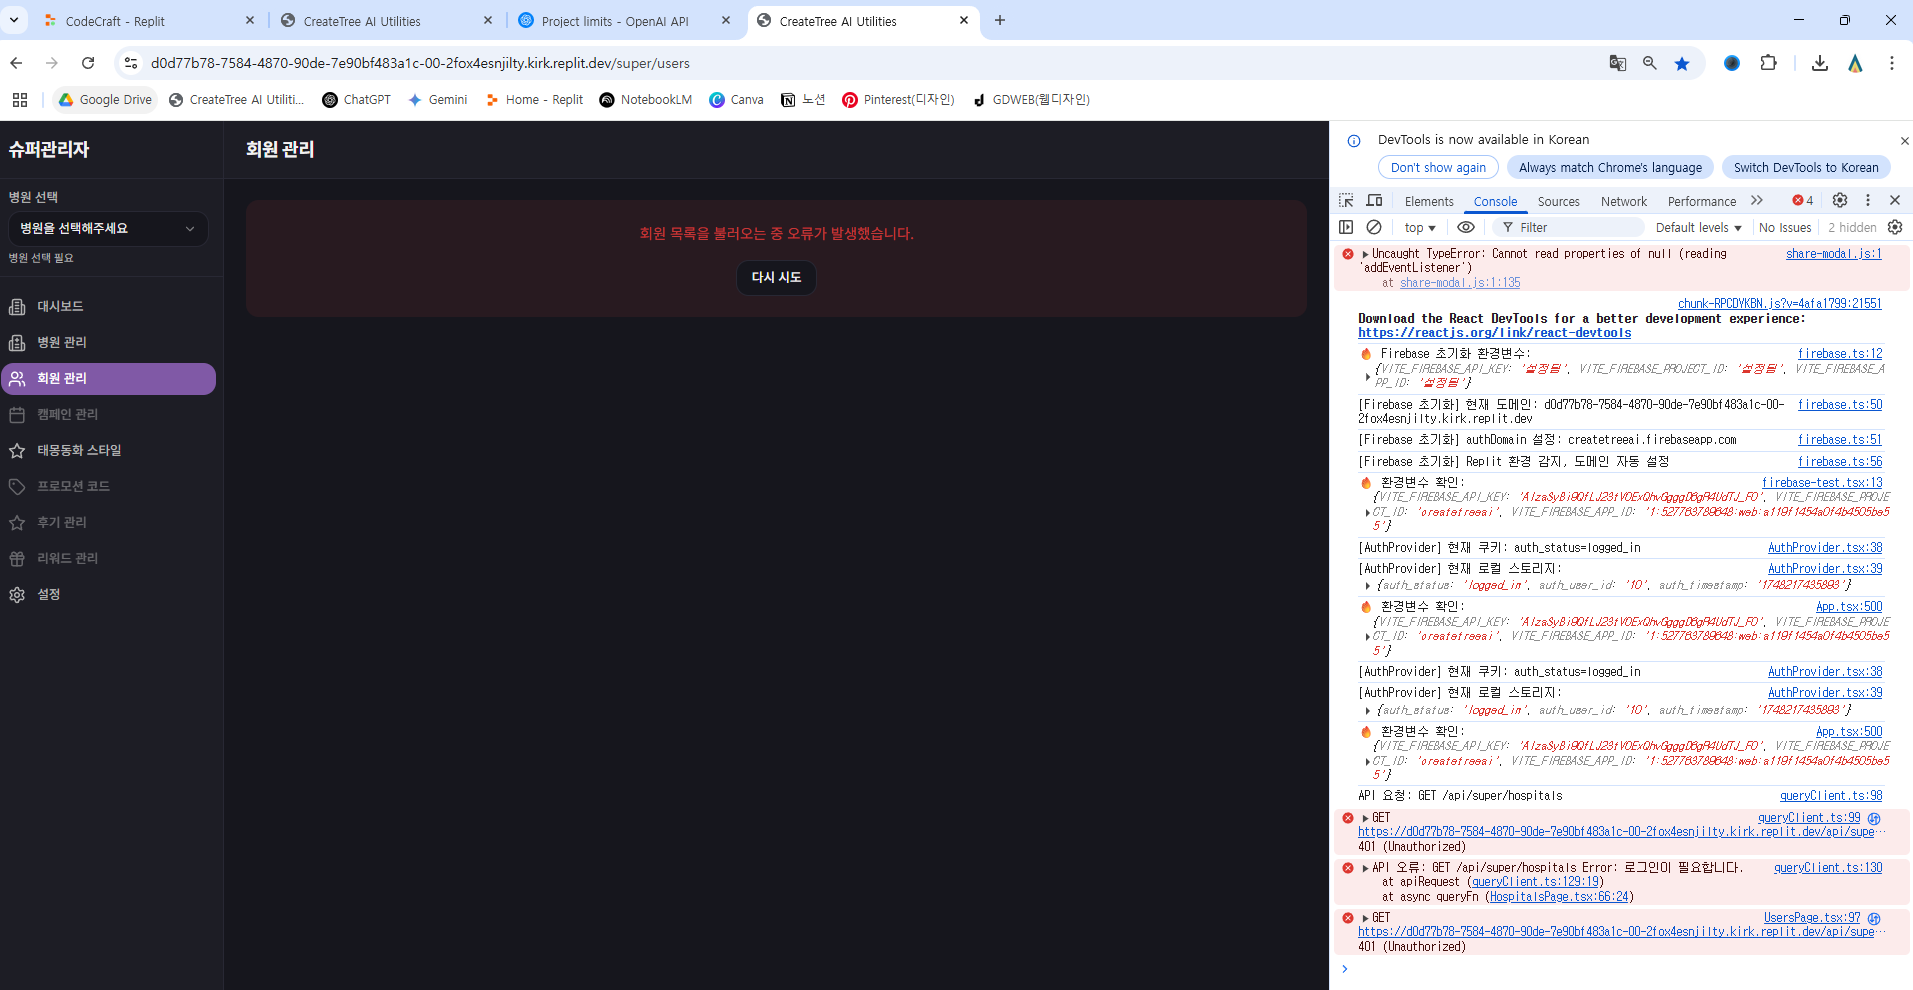 CodeCraft - Replit
CreateTree AI Utilities
Project limits - OpenAI API
CreateTree AI Utilities
d0d77b78-7584-4870-90de-7e90bf483a1c-00-2fox4esnjilty.kirk.replit.dev/super/users
Google Drive
CreateTree AI Utiliti...
ChatGPT
Gemini
Home - Replit
NotebookLM
Canva
노션
Pinterest(디자인)
GDWEB(웹디자인)
슈퍼관리자
병원 선택
병원을 선택해주세요
병원 선택 필요
대시보드
병원 관리
회원 관리
캠페인 관리
태몽동화 스타일
프로모션 코드
후기 관리
리워드 관리
설정
회원 관리
회원 목록을 불러오는 중 오류가 발생했습니다.
다시 시도
DevTools is now available in Korean
Don't show again
Always match Chrome's language
Switch DevTools to Korean
Elements
Console
Sources
Network
Performance
4
top
Filter
Default levels
No Issues
2 hidden
Uncaught TypeError: Cannot read properties of null (reading share-modal.js:1
'addEventListener')
at share-modal.js:1:135
chunk-RPCDYKBN.js?v=4afa1799:21551
Download the React DevTools for a better development experience:
https://reactjs.org/link/react-devtools
Firebase 초기화 환경변수: firebase.ts:12
{VITE_FIREBASE_API_KEY: '설정됨', VITE_FIREBASE_PROJECT_ID: '설정됨', VITE_FIREBASE_A
PP_ID: '설정됨'}
[Firebase 초기화] 현재 도메인: d0d77b78-7584-4870-90de-7e90bf483a1c-00- firebase.ts:50
2fox4esnjilty.kirk.replit.dev
[Firebase 초기화] authDomain 설정: createtreeai.firebaseapp.com firebase.ts:51
[Firebase 초기화] Replit 환경 감지, 도메인 자동 설정 firebase.ts:56
환경변수 확인: firebase-test.tsx:13
{VITE_FIREBASE_API_KEY: VITE_FIREBASE_PROJE
CT_ID: 'createtreeai', VITE_FIREBASE_APP_ID: '1:527763789648:web:a119f1454a0f4b4505be5
5'}
[AuthProvider] 현재 쿠키: auth_status=logged_in AuthProvider.tsx:38
[AuthProvider] 현재 로컬 스토리지: AuthProvider.tsx:39
{auth_status: 'logged_in', auth_user_id: '10', auth_timestamp: '1748217435893'}
환경변수 확인: App.tsx:500
{VITE_FIREBASE_API_KEY: VITE_FIREBASE_PROJE
CT_ID: 'createtreeai', VITE_FIREBASE_APP_ID: '1:527763789648:web:a119f1454a0f4b4505be5
5'}
[AuthProvider] 현재 쿠키: auth_status=logged_in AuthProvider.tsx:38
[AuthProvider] 현재 로컬 스토리지: AuthProvider.tsx:39
{auth_status: 'logged_in', auth_user_id: '10', auth_timestamp: '1748217435893'}
환경변수 확인: App.tsx:500
{VITE_FIREBASE_API_KEY: VITE_FIREBASE_PROJE
CT_ID: 'createtreeai', VITE_FIREBASE_APP_ID: '1:527763789648:web:a119f1454a0f4b4505be5
5'}
API 요청: GET /api/super/hospitals queryClient.ts:98
GET queryClient.ts:99
https://d0d77b78-7584-4870-90de-7e90bf483a1c-00-2fox4esnjilty.kirk.replit.dev/api/supe…
401 (Unauthorized)
API 오류: GET /api/super/hospitals Error: 로그인이 필요합니다. queryClient.ts:130
at apiRequest (queryClient.ts:129:19)
at async queryFn (HospitalsPage.tsx:66:24)
GET UsersPage.tsx:97
https://d0d77b78-7584-4870-90de-7e90bf483a1c-00-2fox4esnjilty.kirk.replit.dev/api/supe…
401 (Unauthorized)